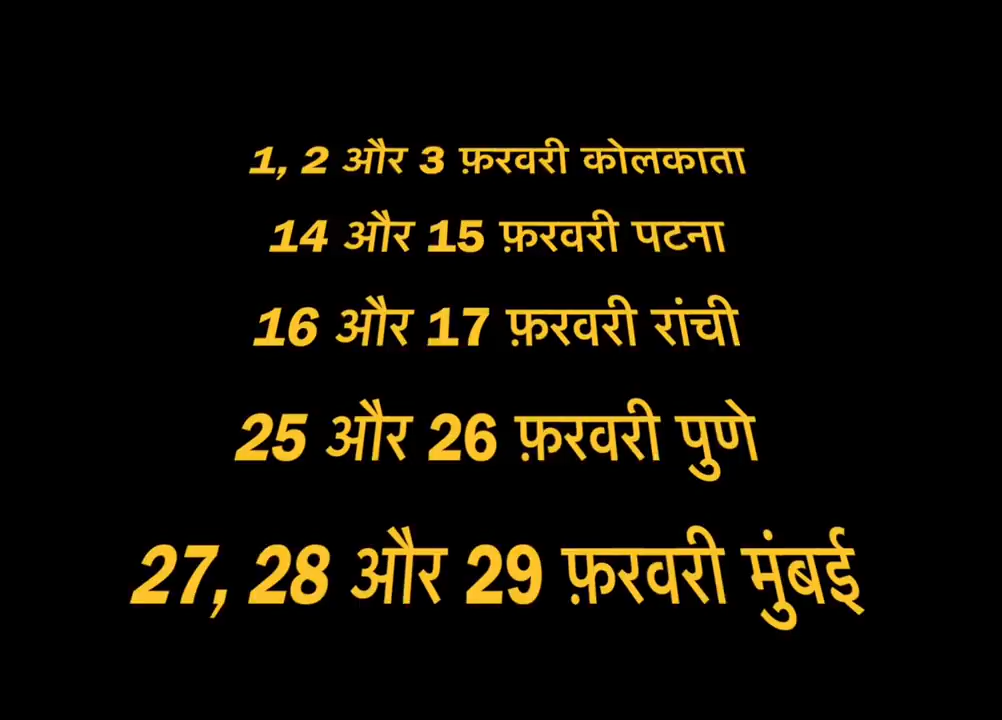 1, 2 और 3 फ़रवरी कोलकाता
14 और 15 फ़रवरी पटना
16 और 17 फ़रवरी रांची
25 और 26 फ़रवरी पुणे
27, 28 और 29 फ़रवरी मुंबई